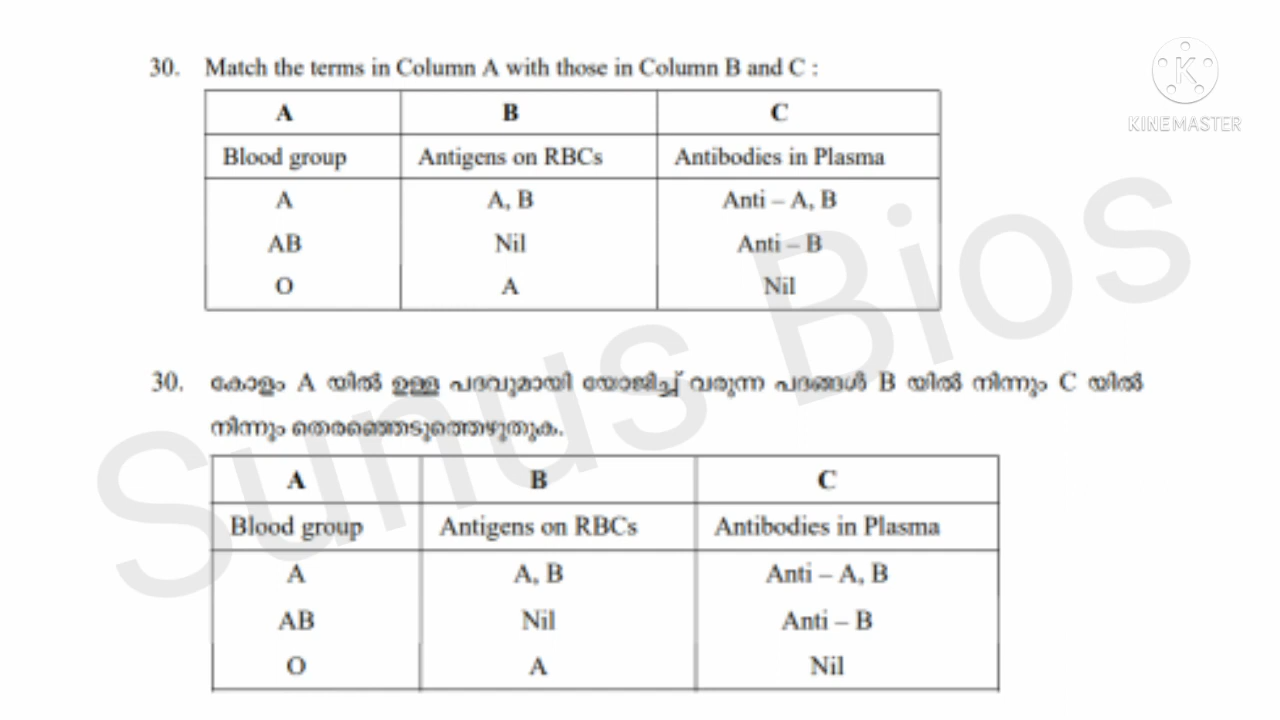 30. Match the terms in Column A with those in Column B and C :
A B C
Blood group Antigens on RBCs Antibodies in Plasma
A A, B Anti – A, B
AB Nil Anti – B
O A Nil
30. കോളം A യിൽ ഉള്ള പദവുമായി യോജിച്ച് വരുന്ന പദങ്ങൾ B യിൽ നിന്നും C യിൽ
നിന്നും തെരഞ്ഞെടുത്തെഴുതുക.
A B C
Blood group Antigens on RBCs Antibodies in Plasma
A A, B Anti – A, B
AB Nil Anti – B
O A Nil
Sunus Bios
K
KINEMASTER